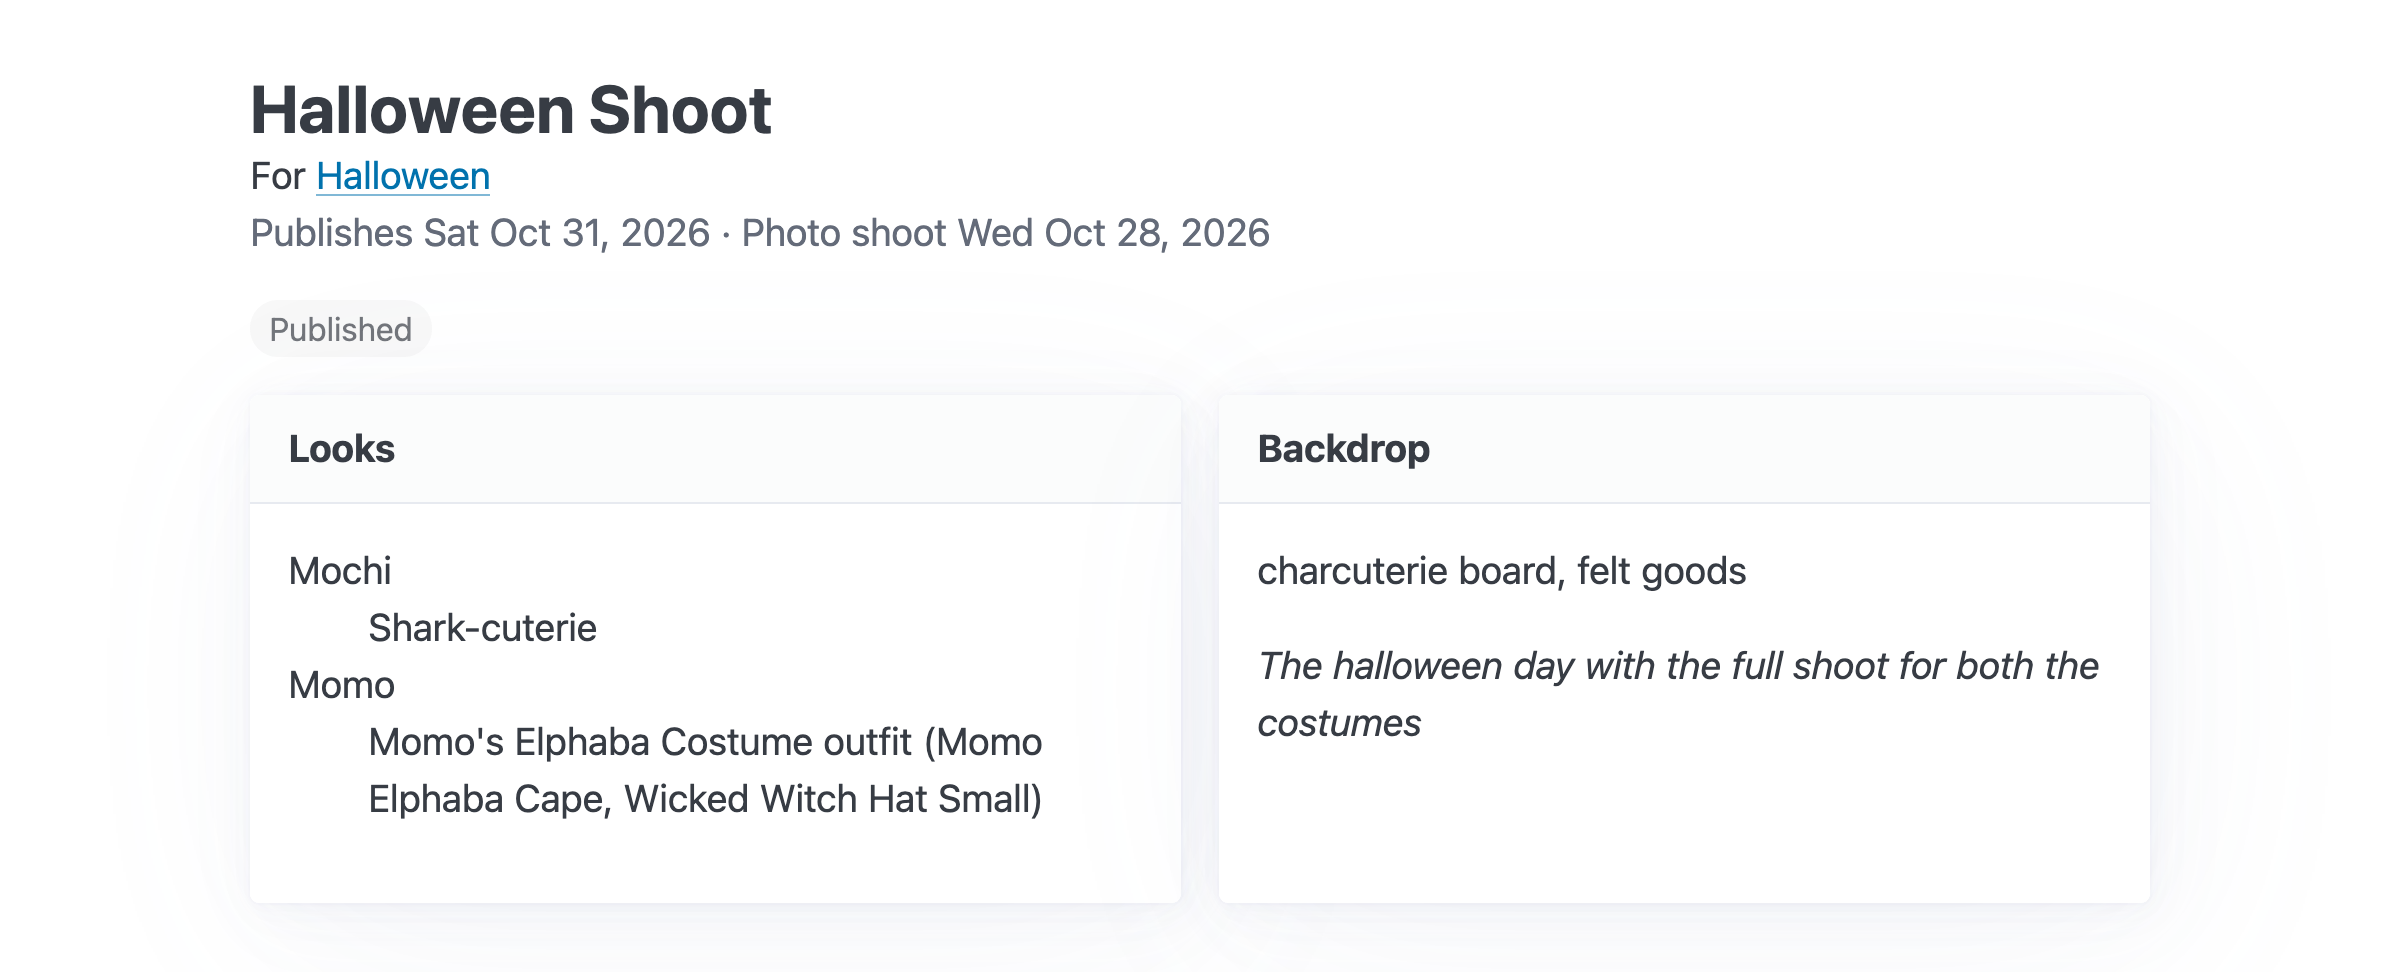 Halloween Shoot
For Halloween
Publishes Sat Oct 31, 2026 · Photo shoot Wed Oct 28, 2026
Published
Looks
Mochi
Shark-cuterie
Momo
Momo's Elphaba Costume outfit (Momo
Elphaba Cape, Wicked Witch Hat Small)
Backdrop
charcuterie board, felt goods
The halloween day with the full shoot for both the
costumes